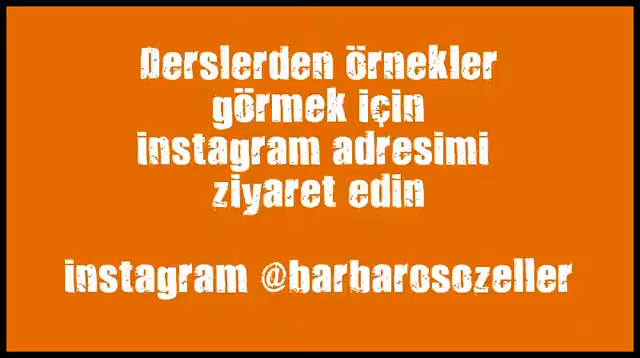 Derslerden örnekler
görmek için
instagram adresimi
ziyaret edin
instagram @barbarosozeller